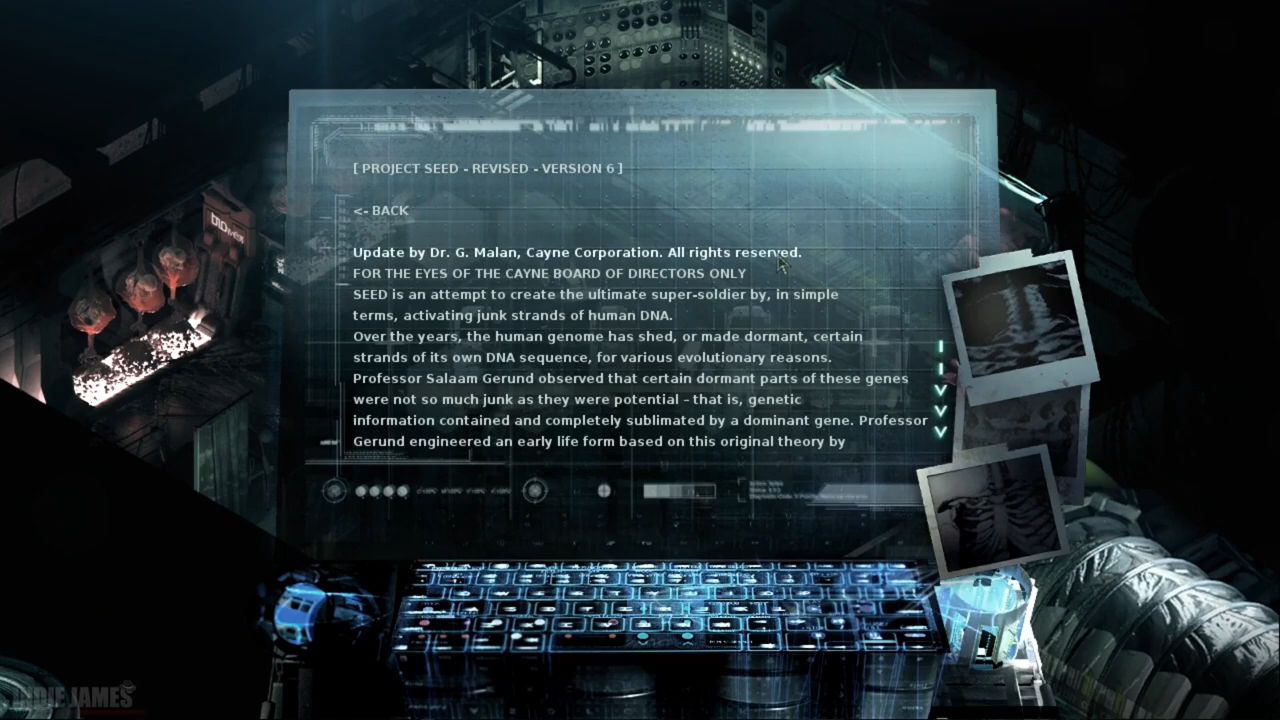 [ PROJECT SEED - REVISED - VERSION 6 ]
<- BACK
Update by Dr. G. Malan, Cayne Corporation. All rights reserved.
FOR THE EYES OF THE CAYNE BOARD OF DIRECTORS ONLY
SEED is an attempt to create the ultimate super-soldier by, in simple
terms, activating junk strands of human DNA.
Over the years, the human genome has shed, or made dormant, certain
strands of its own DNA sequence, for various evolutionary reasons.
Professor Salaam Gerund observed that certain dormant parts of these genes
were not so much junk as they were potential – that is, genetic
information contained and completely sublimated by a dominant gene. Professor
Gerund engineered an early life form based on this original theory by
INDIE JAMES